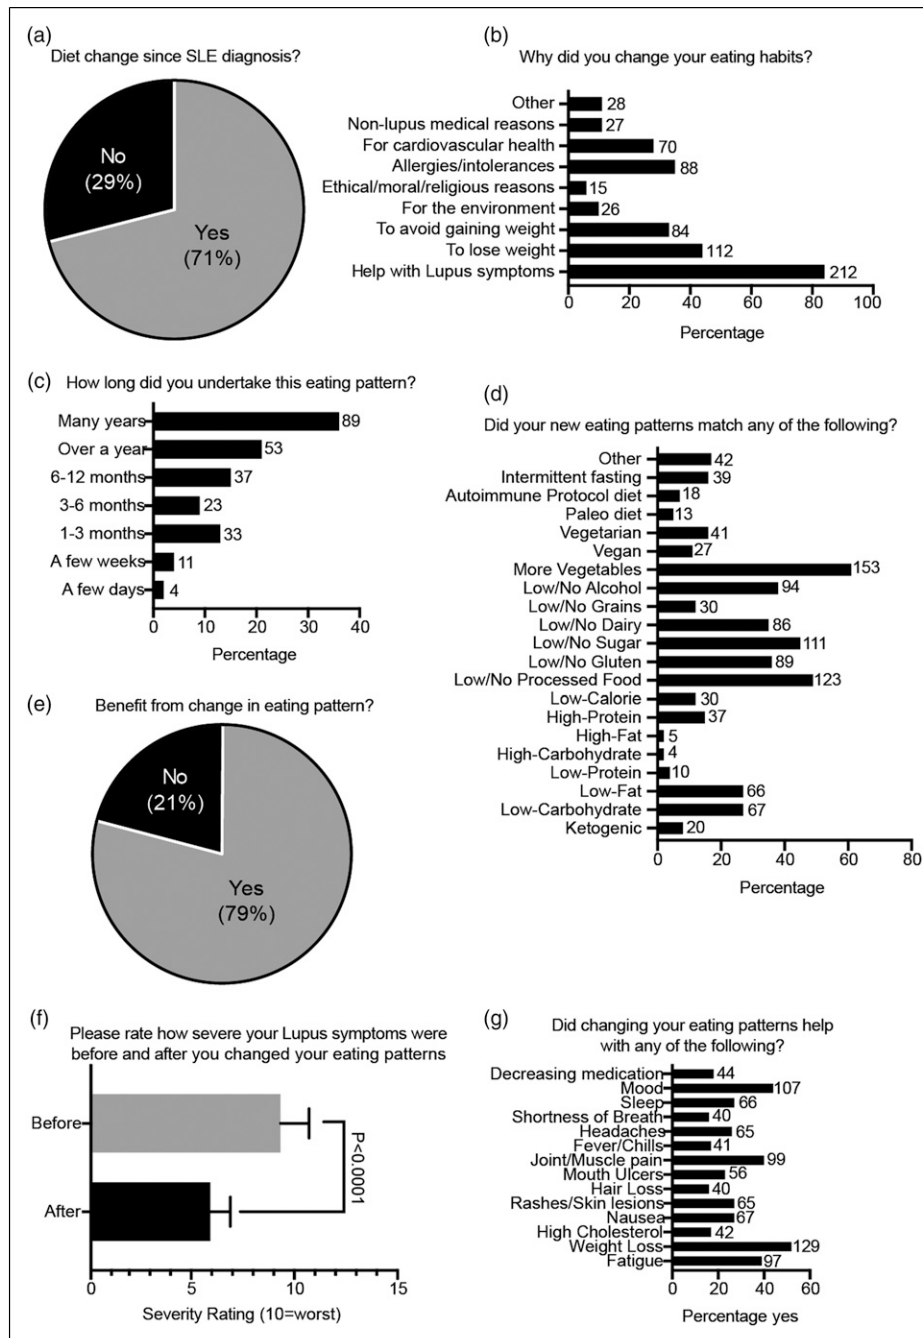 (a)
Diet change since SLE diagnosis?
No
(29%)
Yes
(71%)
(b)
Why did you change your eating habits?
Other 28
Non-lupus medical reasons 27
For cardiovascular health 70
Allergies/intolerances 88
Ethical/moral/religious reasons 15
For the environment 26
To avoid gaining weight 84
To lose weight 112
Help with Lupus symptoms 212
0 20 40 60 80 100
Percentage
(c)
How long did you undertake this eating pattern?
Many years 89
Over a year 53
6-12 months 37
3-6 months 23
1-3 months 33
A few weeks 11
A few days 4
0 10 20 30 40
Percentage
(d)
Did your new eating patterns match any of the following?
Other 42
Intermittent fasting 39
Autoimmune Protocol diet 18
Paleo diet 13
Vegetarian 41
Vegan 27
More Vegetables 153
Low/No Alcohol 94
Low/No Grains 30
Low/No Dairy 86
Low/No Sugar 111
Low/No Gluten 89
Low/No Processed Food 123
Low-Calorie 30
High-Protein 37
High-Fat 5
High-Carbohydrate 4
Low-Protein 10
Low-Fat 66
Low-Carbohydrate 67
Ketogenic 20
0 20 40 60 80
Percentage
(e)
Benefit from change in eating pattern?
No
(21%)
Yes
(79%)
(f)
Please rate how severe your Lupus symptoms were
before and after you changed your eating patterns
Before
After
P<0.0001
0 5 10 15
Severity Rating (10=worst)
(g)
Did changing your eating patterns help
with any of the following?
Decreasing medication 44
Mood 107
Sleep 66
Shortness of Breath 40
Headaches 65
Fever/Chills 41
Joint/Muscle pain 99
Mouth Ulcers 56
Hair Loss 40
Rashes/Skin lesions 65
Nausea 67
High Cholesterol 42
Weight Loss 129
Fatigue 97
0 20 40 60
Percentage yes